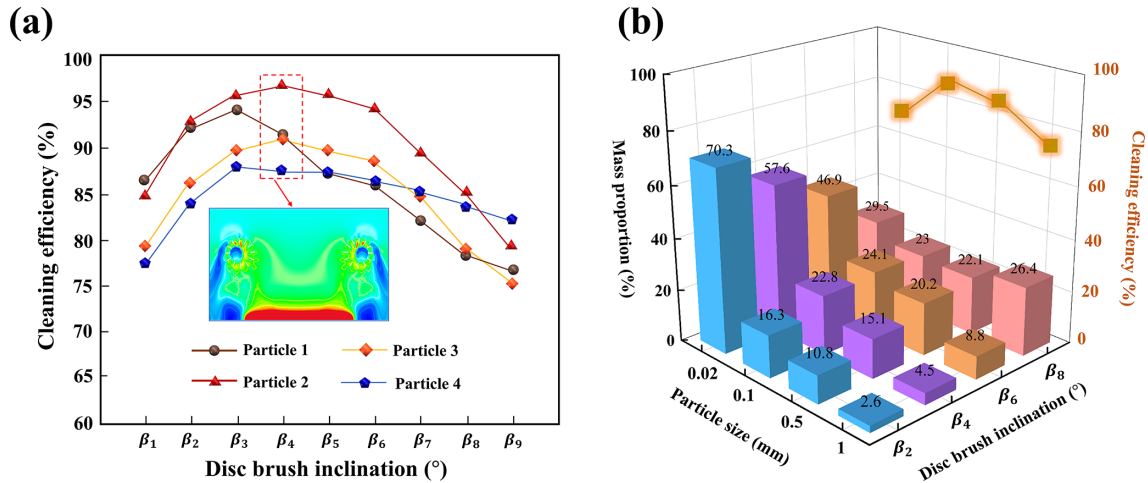 (a)
100
95
90
85
80
75
70
65
60
Cleaning efficiency (%)
Particle 1
Particle 2
Particle 3
Particle 4
β1 β2 β3 β4 β5 β6 β7 β8 β9
Disc brush inclination (°)
(b)
100
80
60
40
20
0
Mass proportion (%)
100
80
60
40
20
0
Cleaning efficiency (%)
70.3
57.6
46.9
29.5
16.3
22.8
24.1
23
10.8
15.1
20.2
22.1
2.6
4.5
8.8
26.4
0.02
0.1
0.5
1
Particle size (mm)
β2
β4
β6
β8
Disc brush inclination (°)